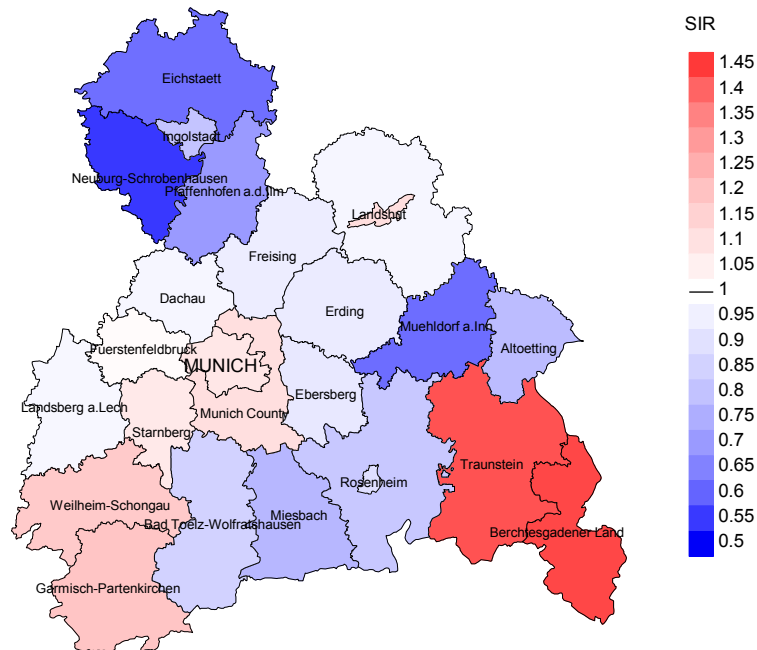 SIR
Eichstaett
Ingolstadt
Neuburg-Schrobenhausen
Pfaffenhofen a.d.Ilm
Landshut
Freising
Dachau
Erding
Muehldorf a.Inn
Altoetting
Fuerstenfeldbruck
MUNICH
Ebersberg
Landsberg a.Lech
Munich County
Starnberg
Traunstein
Rosenheim
Weilheim-Schongau
Bad Toelz-Wolfratshausen
Miesbach
Berchtesgadener Land
Garmisch-Partenkirchen
1.45
1.4
1.35
1.3
1.25
1.2
1.15
1.1
1.05
1
0.95
0.9
0.85
0.8
0.75
0.7
0.65
0.6
0.55
0.5